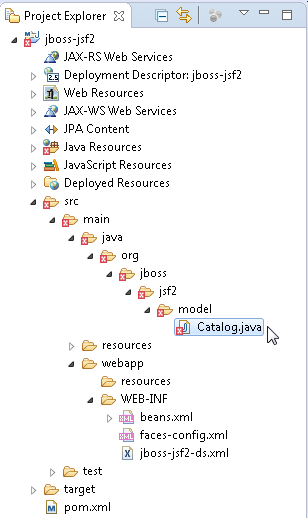 Project Explorer
jboss-jsf2
JAX-RS Web Services
Deployment Descriptor: jboss-jsf2
Web Resources
JAX-WS Web Services
JPA Content
Java Resources
JavaScript Resources
Deployed Resources
src
main
java
org
jboss
jsf2
model
Catalog.java
resources
webapp
resources
WEB-INF
beans.xml
faces-config.xml
jboss-jsf2-ds.xml
test
target
pom.xml